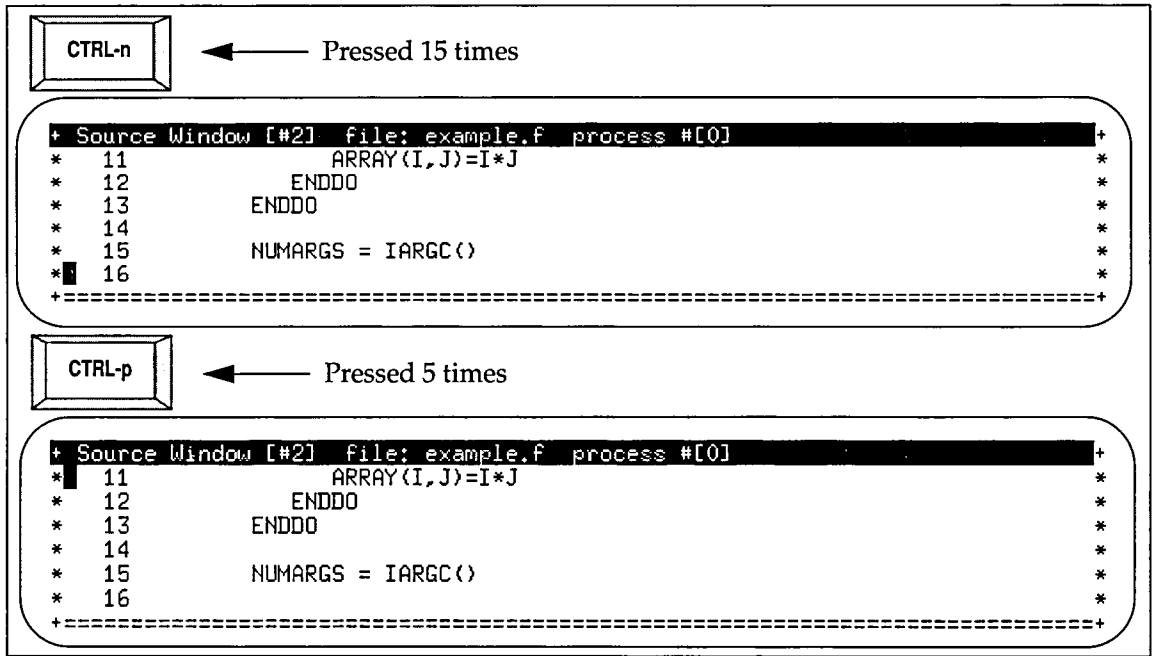 CTRL-n
Pressed 15 times
+ Source Window [#2] file: example.f process #[0] +
* 11 ARRAY(I,J)=I*J *
* 12 ENDDO *
* 13 ENDDO *
* 14 *
* 15 NUMARGS = IARGC() *
* 16 *
+==============================================================================+
CTRL-p
Pressed 5 times
+ Source Window [#2] file: example.f process #[0] +
* 11 ARRAY(I,J)=I*J *
* 12 ENDDO *
* 13 ENDDO *
* 14 *
* 15 NUMARGS = IARGC() *
* 16 *
+==============================================================================+